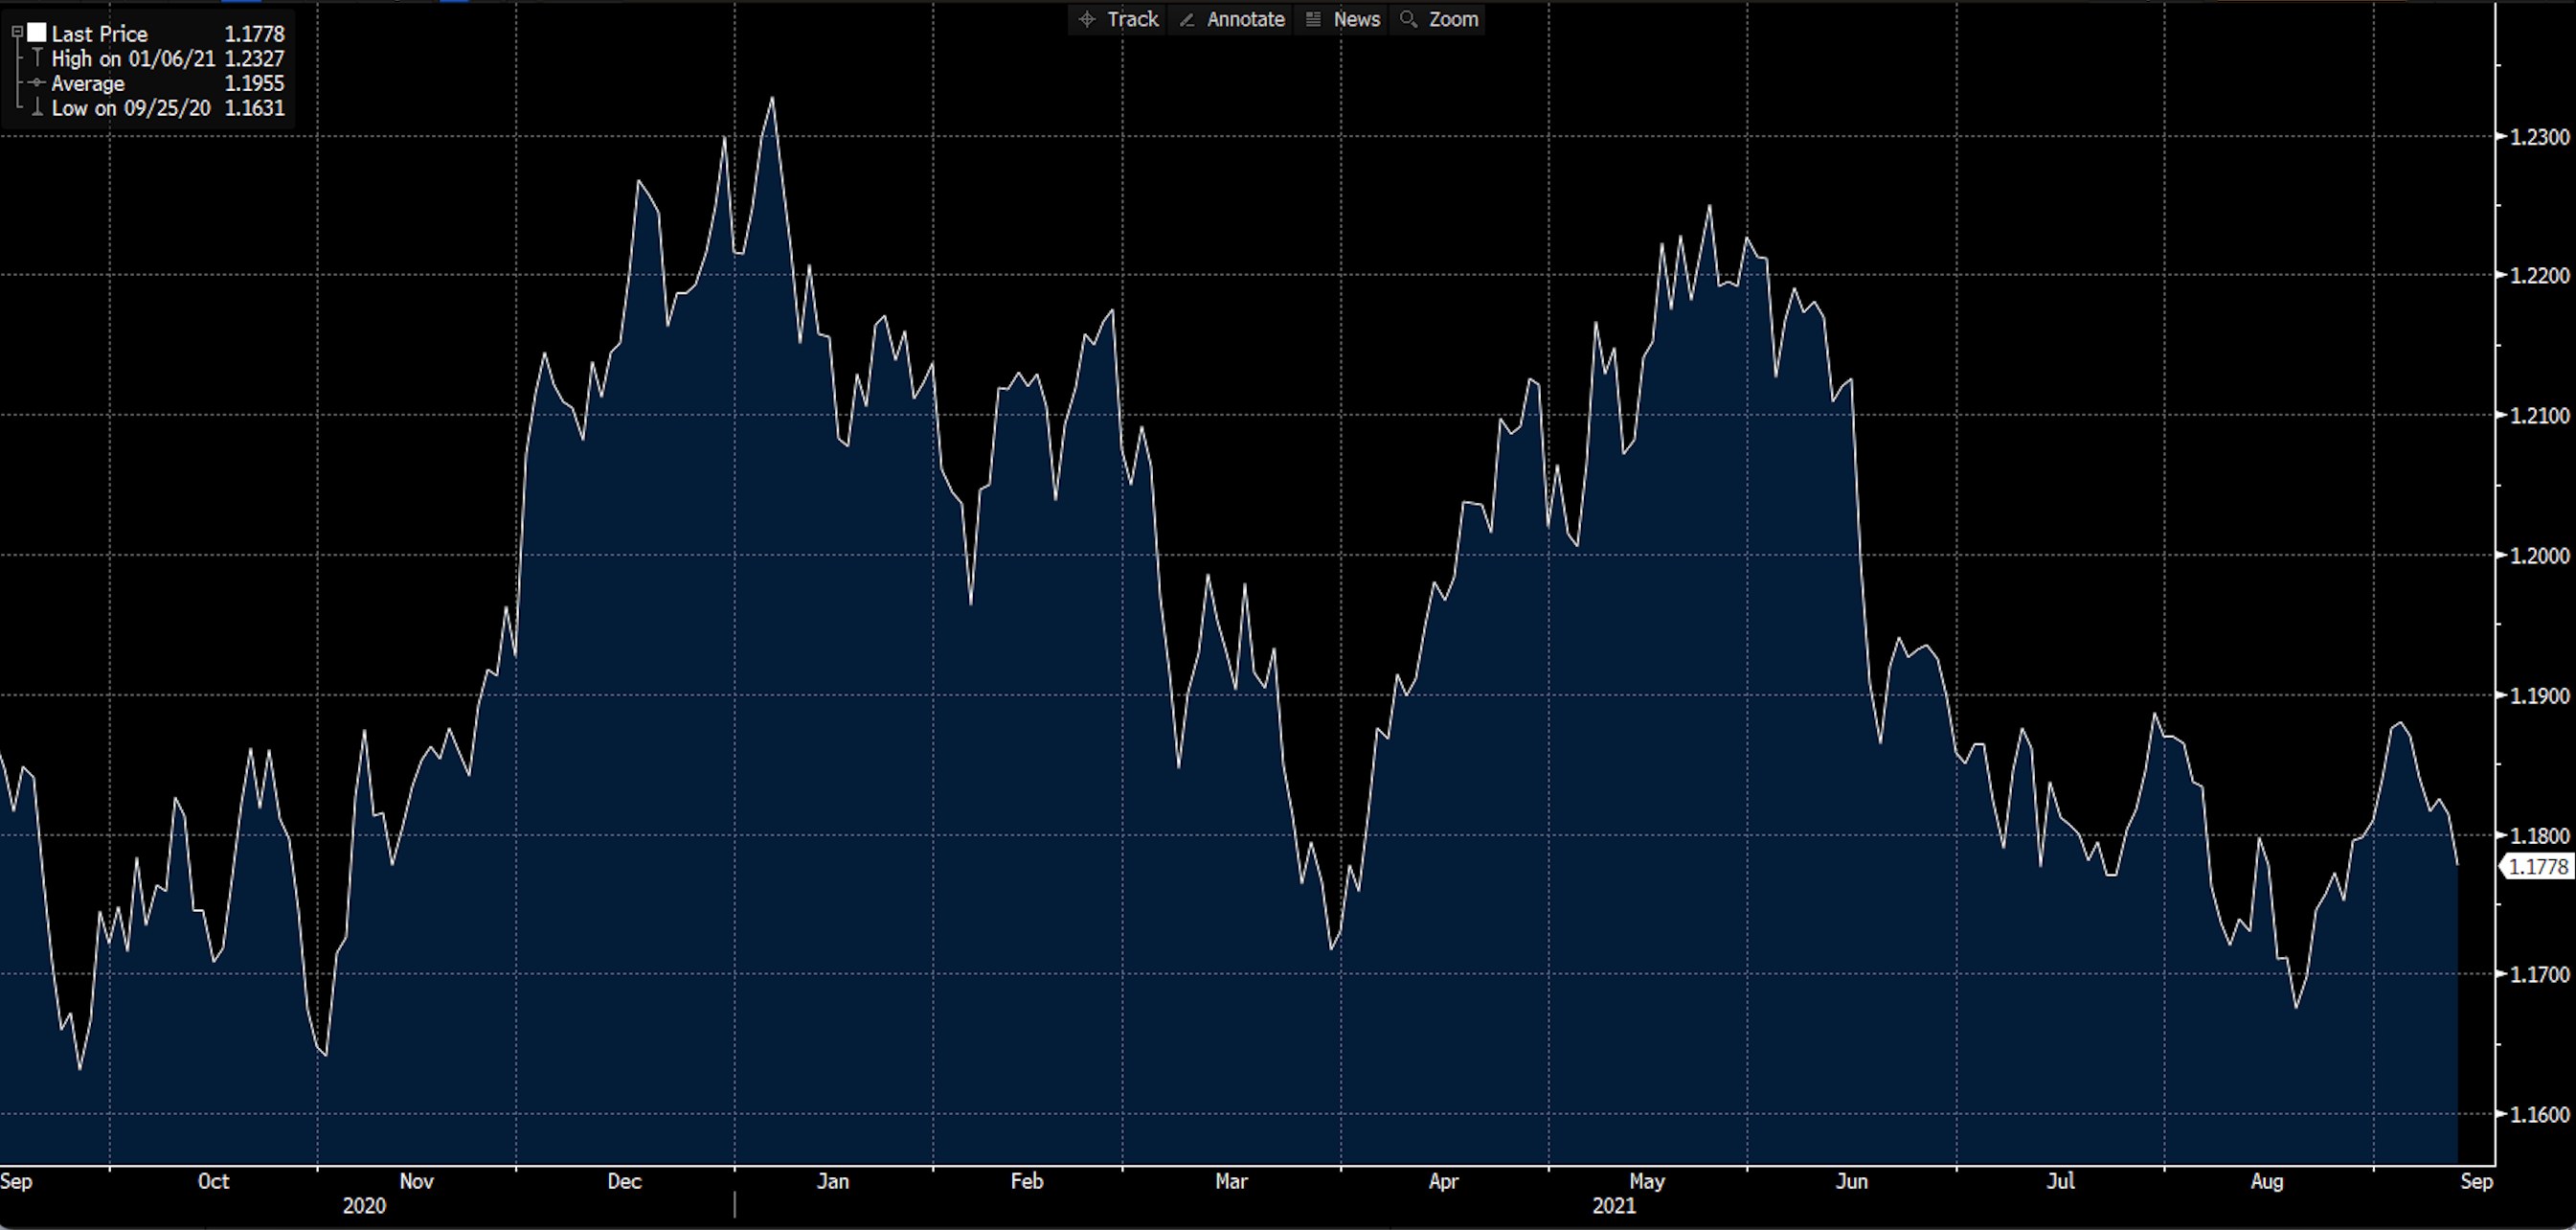 Track Annotate News Zoom
Last Price 1.1778
High on 01/06/21 1.2327
Average 1.1955
Low on 09/25/20 1.1631
1.2300
1.2200
1.2100
1.2000
1.1900
1.1800
1.1778
1.1700
1.1600
Sep Oct Nov Dec Jan Feb Mar Apr May Jun Jul Aug Sep
2020 2021